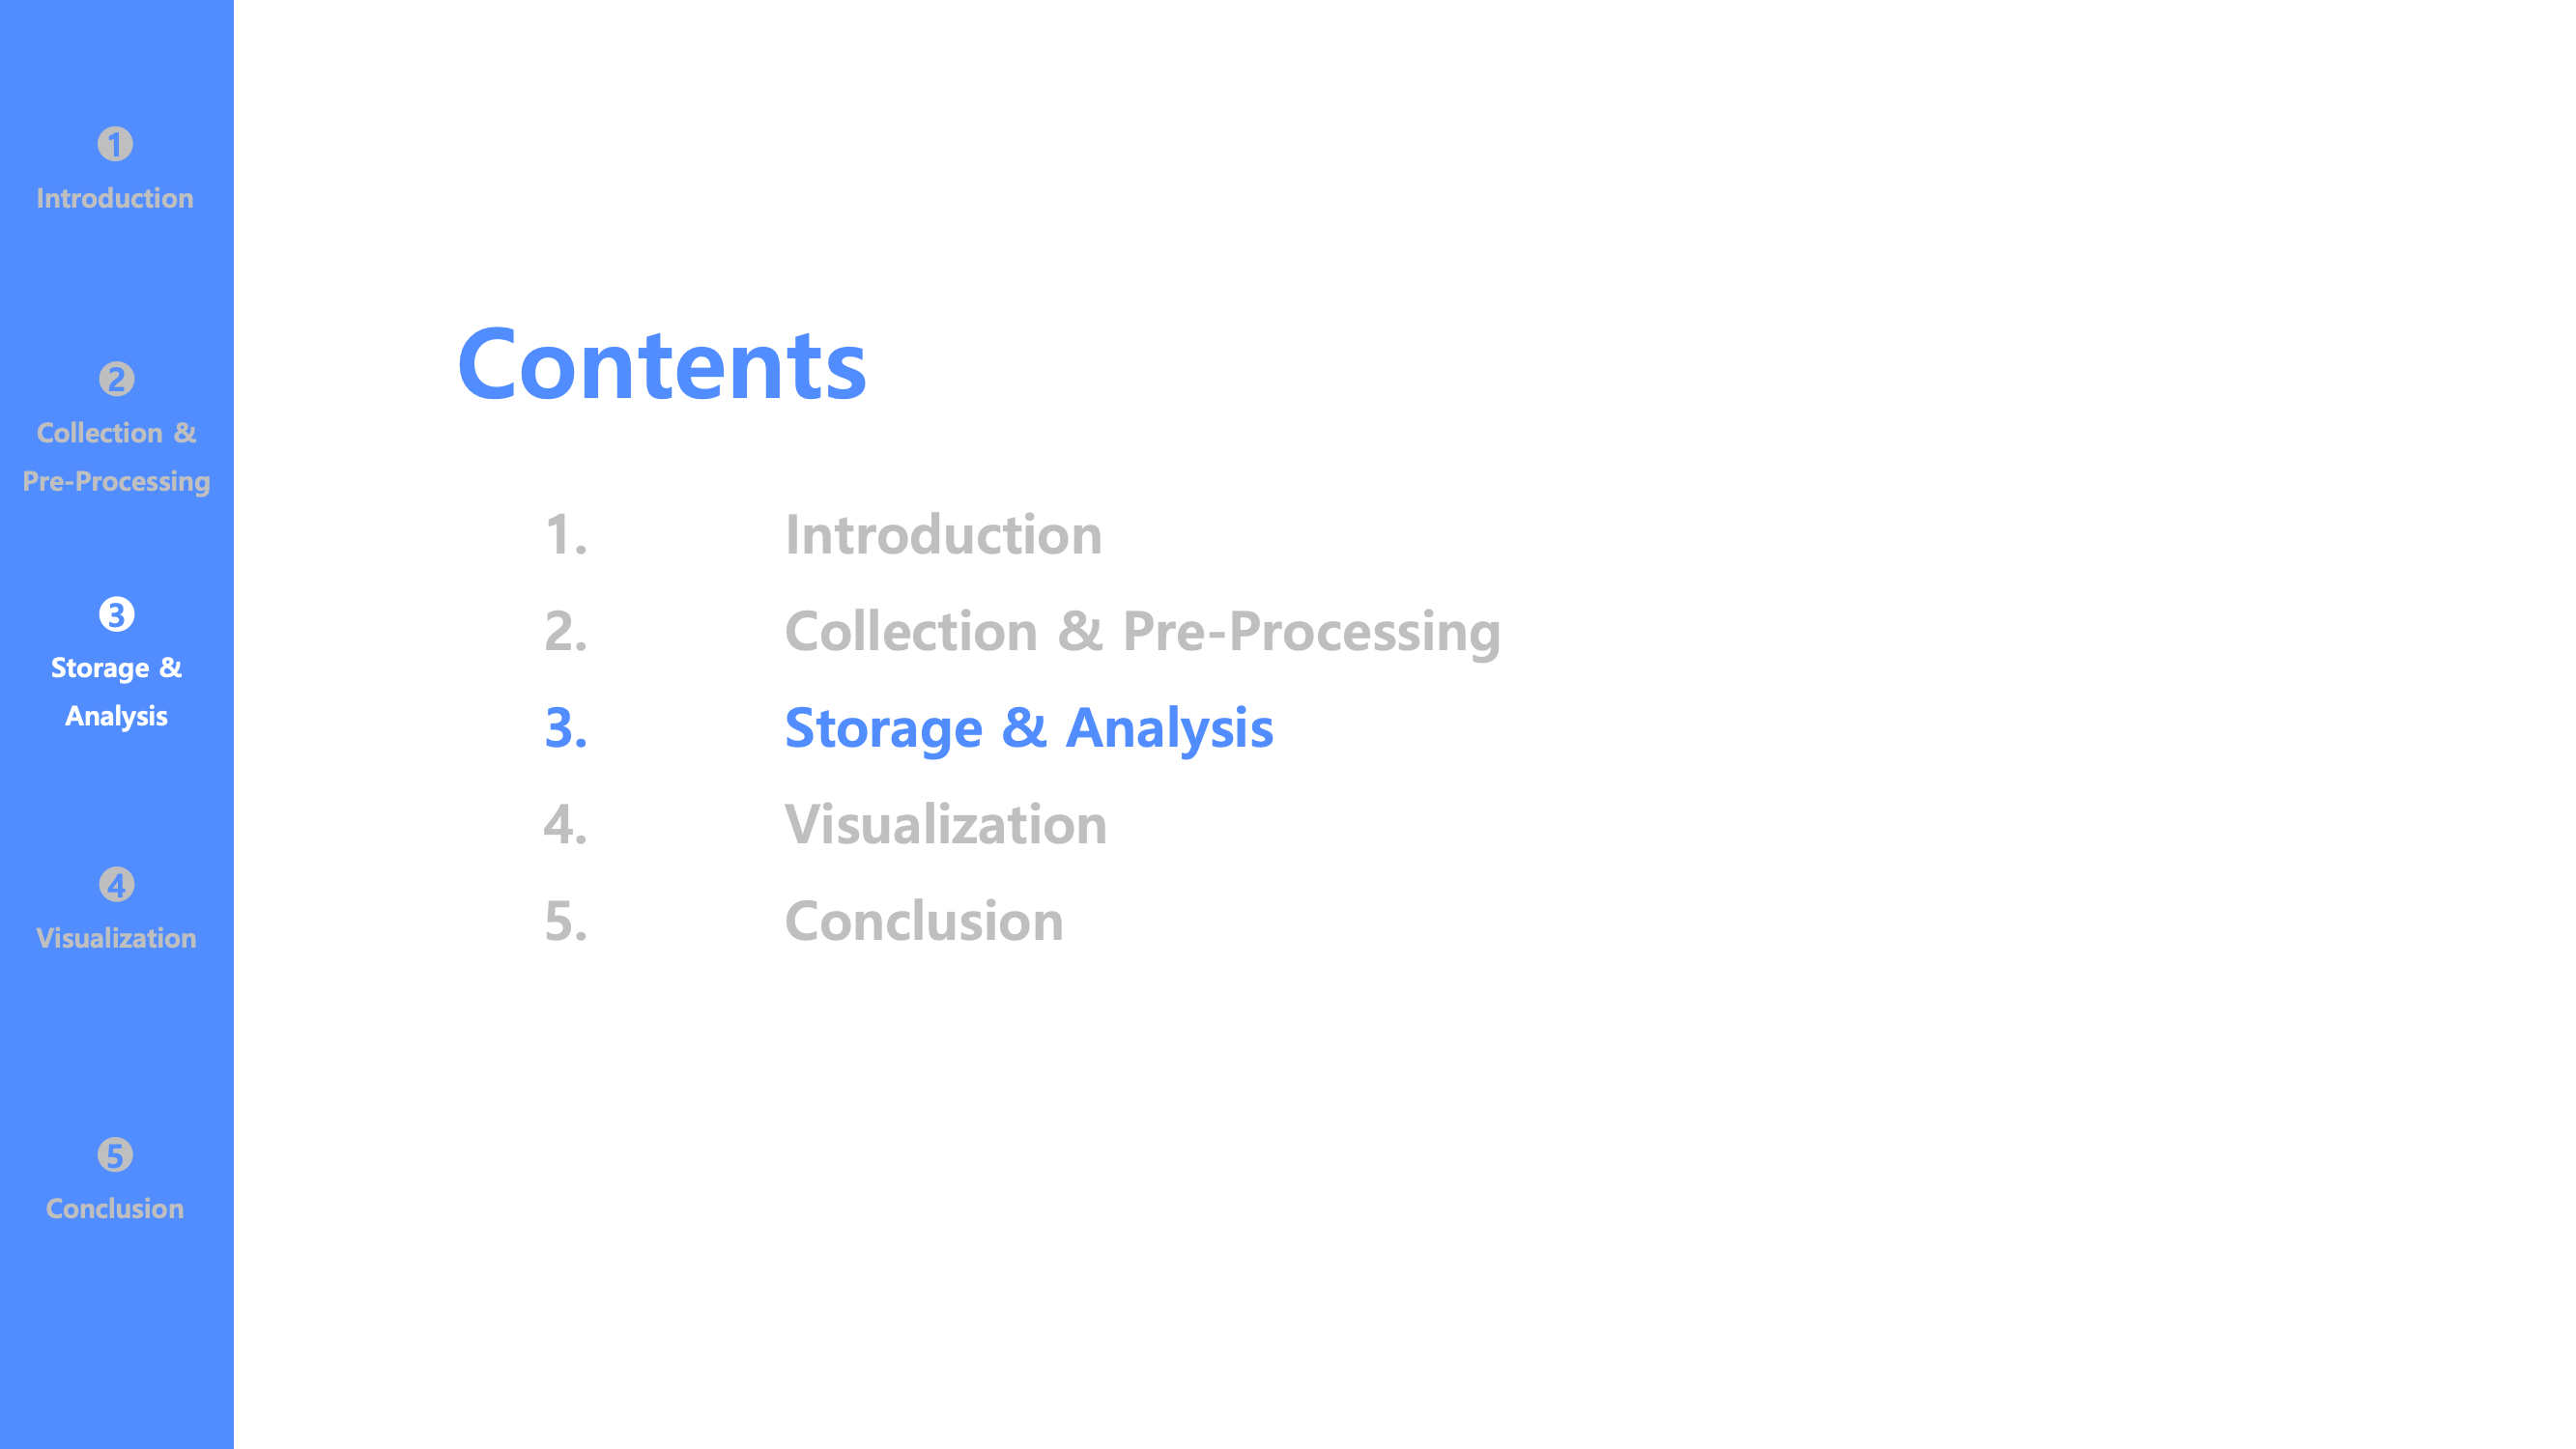 ❶
Introduction
❷
Collection &
Pre-Processing
❸
Storage &
Analysis
❹
Visualization
❺
Conclusion
Contents
1. Introduction
2. Collection & Pre-Processing
3. Storage & Analysis
4. Visualization
5. Conclusion